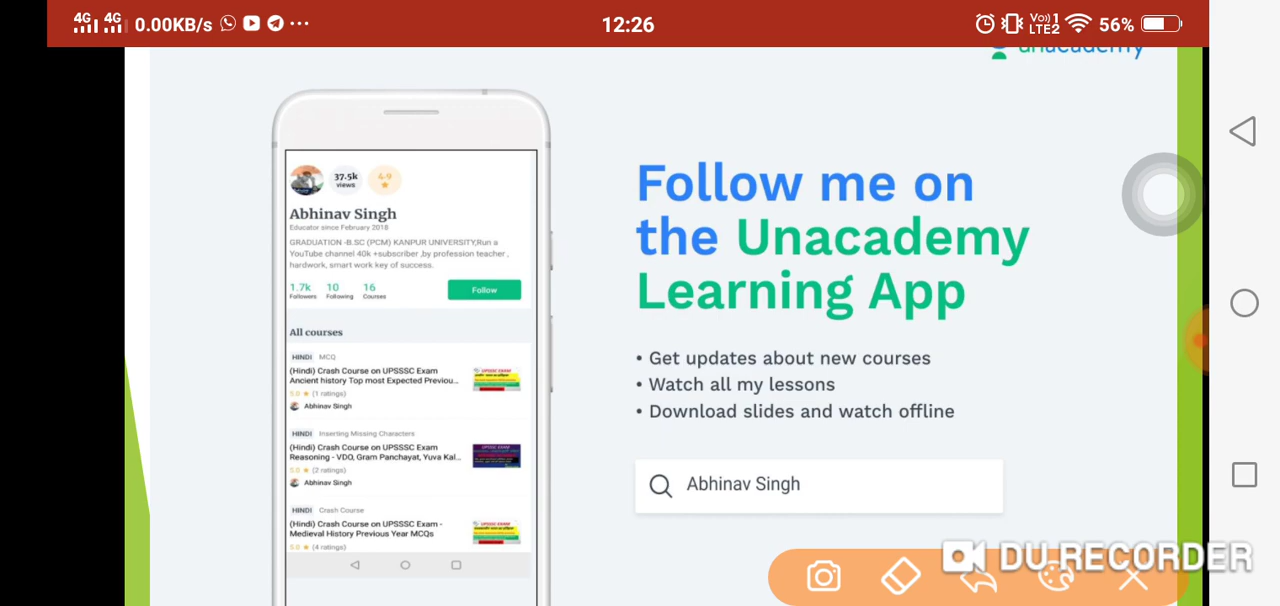 4G 4G 0.00KB/s
12:26
Vo)) 1
LTE2
56%
unacademy
37.5k
views
4.9
Abhinav Singh
Educator since February 2018
GRADUATION -B.SC (PCM) KANPUR UNIVERSITY,Run a
YouTube channel 40k +subscriber ,by profession teacher ,
hardwork, smart work key of success.
1.7k
Followers
10
Following
16
Courses
Follow
All courses
HINDI MCQ
(Hindi) Crash Course on UPSSSC Exam
Ancient history Top most Expected Previou...
5.0 ★ (1 ratings)
Abhinav Singh
HINDI Inserting Missing Characters
(Hindi) Crash Course on UPSSSC Exam
Reasoning - VDO, Gram Panchayat, Yuva Kal...
5.0 ★ (2 ratings)
Abhinav Singh
HINDI Crash Course
(Hindi) Crash Course on UPSSSC Exam -
Medieval History Previous Year MCQs
5.0 ★ (4 ratings)
Follow me on
the Unacademy
Learning App
• Get updates about new courses
• Watch all my lessons
• Download slides and watch offline
Abhinav Singh
DU RECORDER